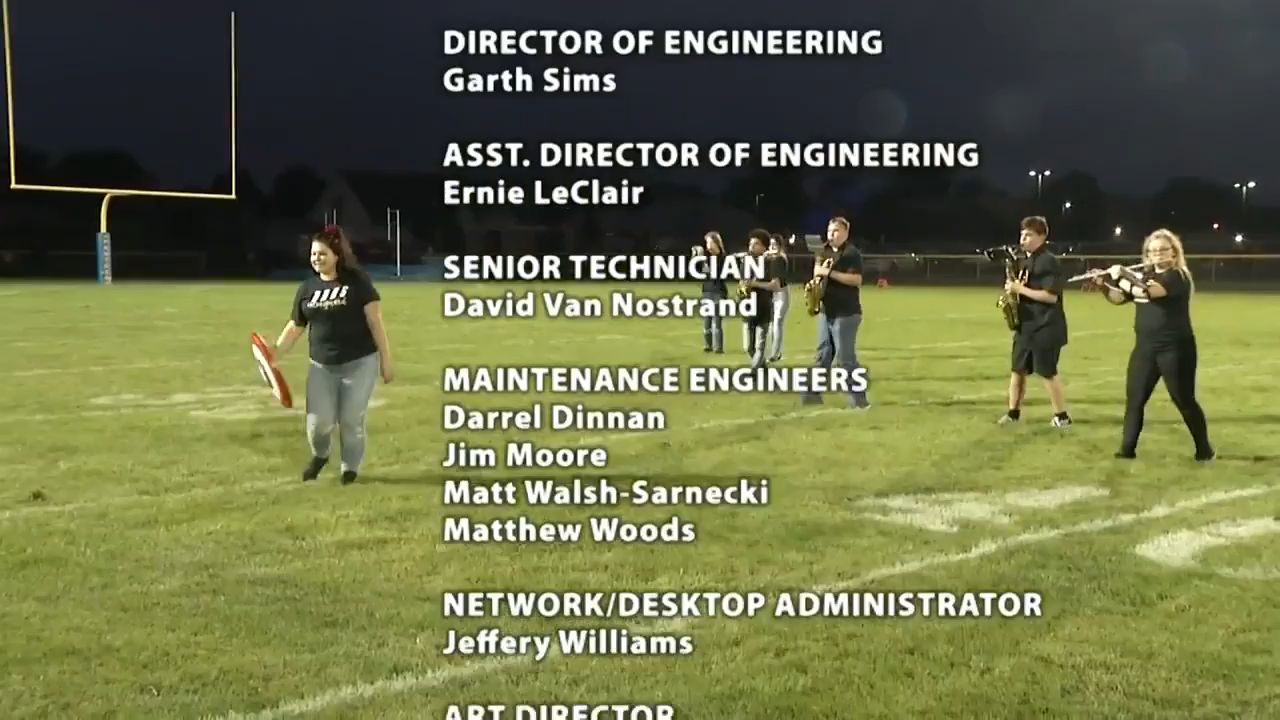 DIRECTOR OF ENGINEERING
Garth Sims
ASST. DIRECTOR OF ENGINEERING
Ernie LeClair
SENIOR TECHNICIAN
David Van Nostrand
MAINTENANCE ENGINEERS
Darrel Dinnan
Jim Moore
Matt Walsh-Sarnecki
Matthew Woods
NETWORK/DESKTOP ADMINISTRATOR
Jeffery Williams
ART DIRECTOR